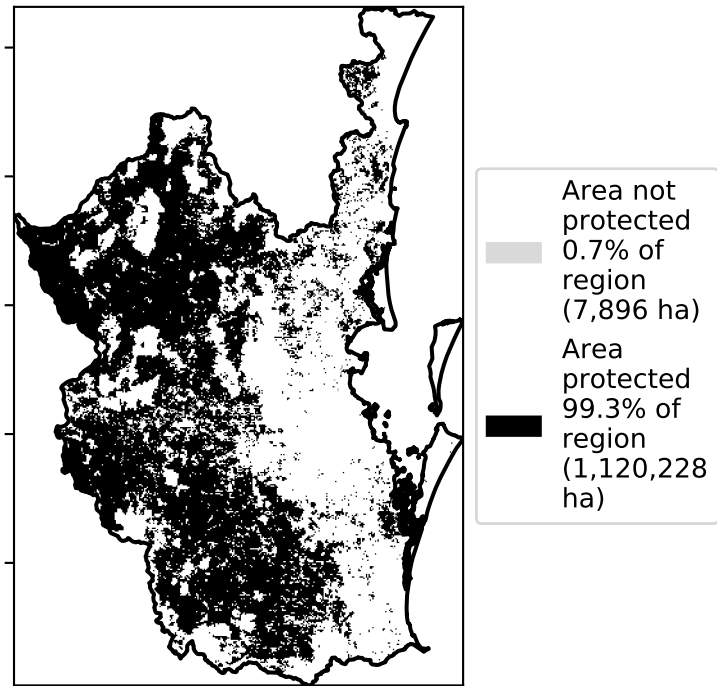 Area not
protected
0.7% of
region
(7,896 ha)
Area
protected
99.3% of
region
(1,120,228
ha)